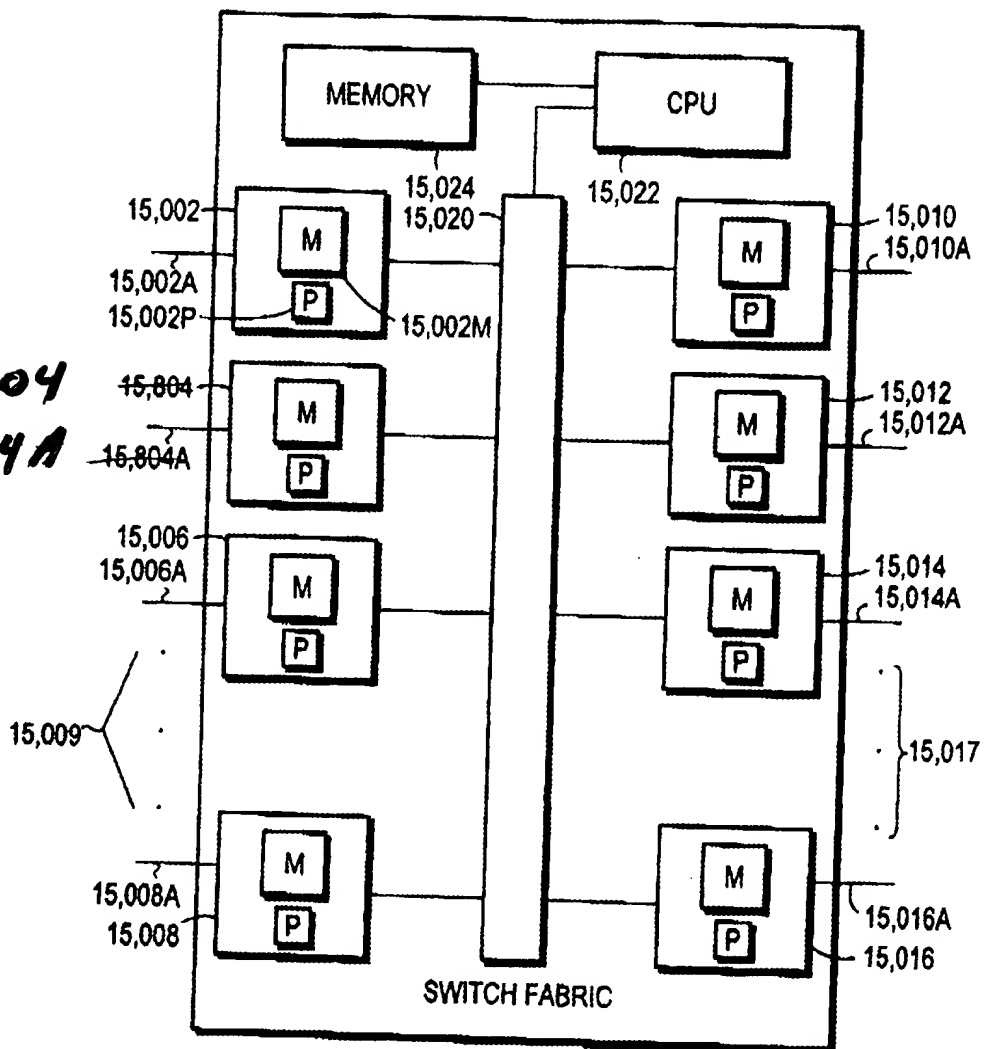 MEMORY
CPU
15,024
15,022
15,020
15,002
M
15,002A
P
15,002P
15,002M
M
15,010
15,010A
P
04
15,804
M
4A
15,804A
P
M
15,012
15,012A
P
15,006
15,006A
M
P
M
15,014
15,014A
P
15,009
15,017
M
15,008A
15,008
P
M
15,016A
P
15,016
SWITCH FABRIC